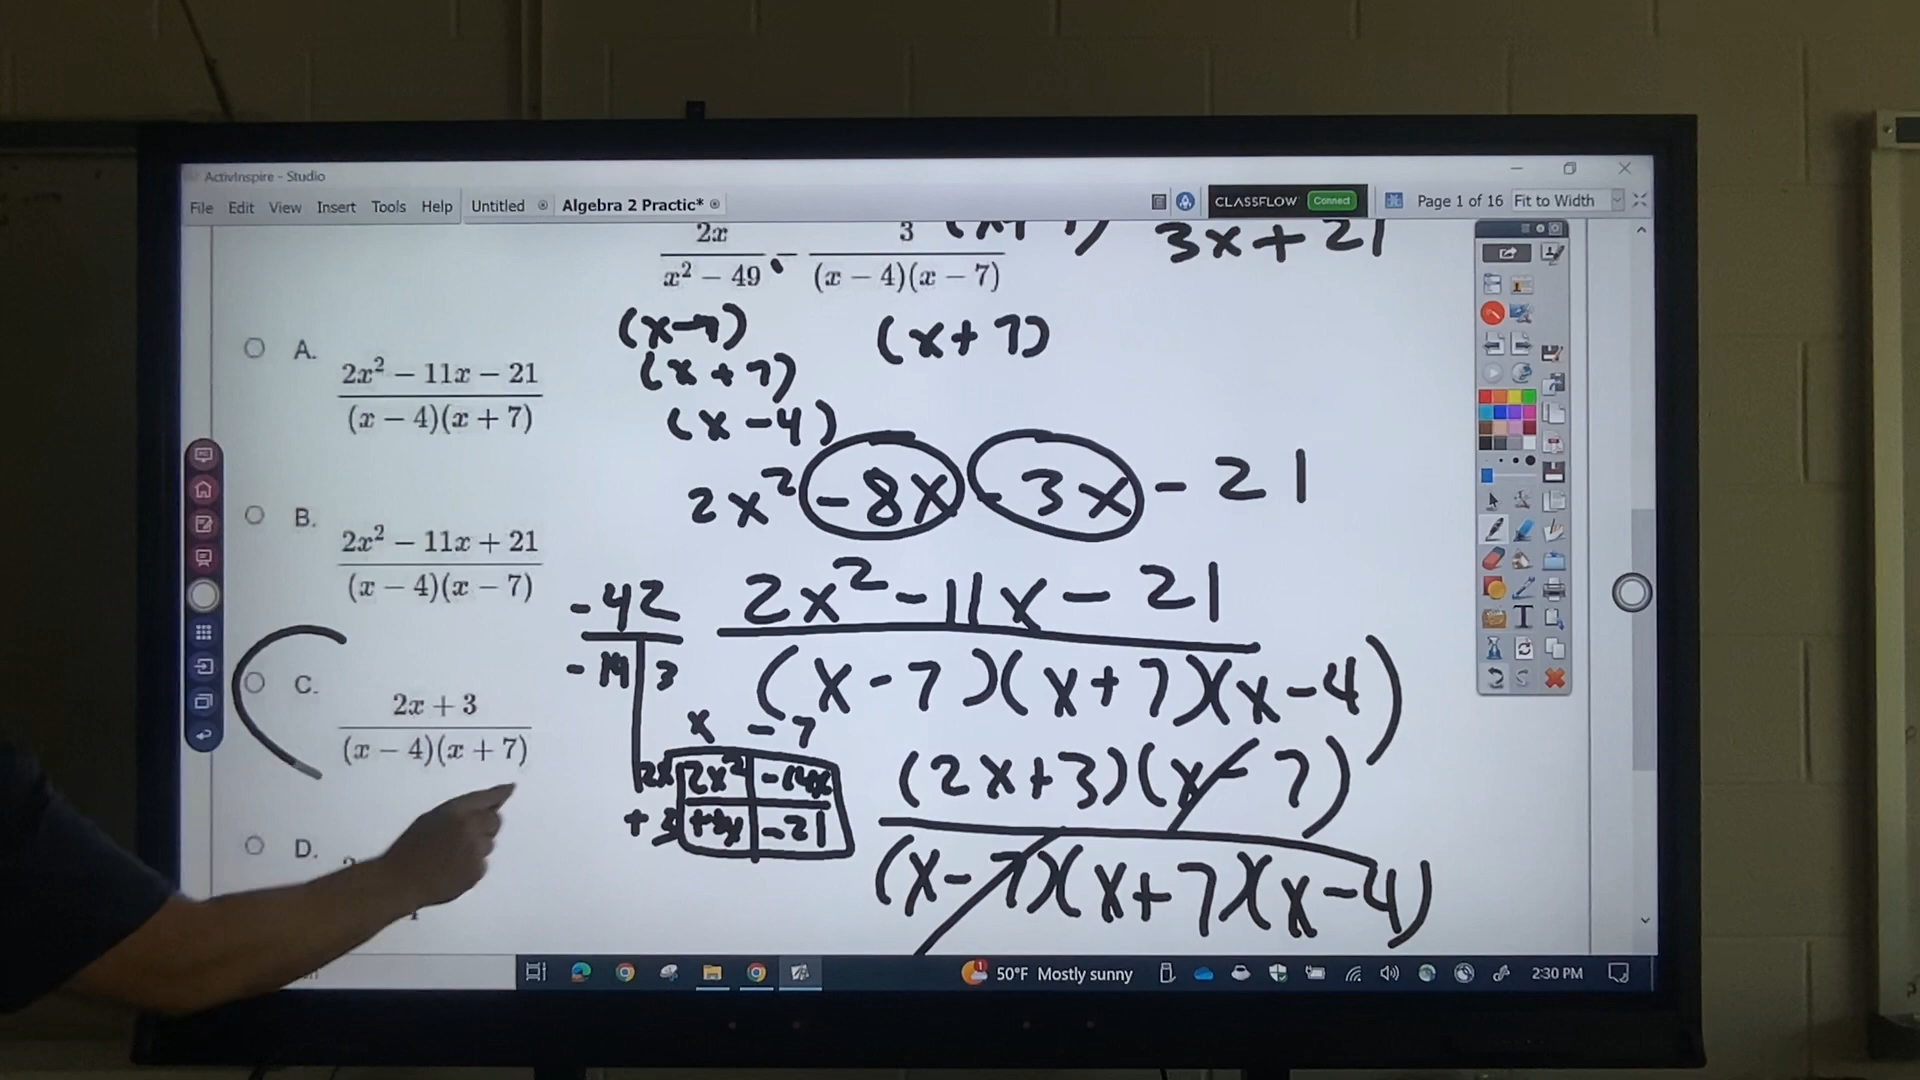 ActivInspire - Studio
File Edit View Insert Tools Help Untitled Algebra 2 Practic* CLASSFLOW Connect Page 1 of 16 Fit to Width
2x / x² − 49 − 3 / (x − 4)(x − 7)
3x + 21
(x-7)
(x+7)
(x-4)
(x+7)
A. 2x² − 11x − 21 / (x − 4)(x + 7)
2x² - 8x - 3x - 21
B. 2x² − 11x + 21 / (x − 4)(x − 7)
2x² - 11x - 21
(x-7)(x+7)(x-4)
-42
-14 3
C. 2x + 3 / (x − 4)(x + 7)
x -7
2x 2x² -14x
+3 +3x -21
(2x+3)(x-7)
(x-7)(x+7)(x-4)
D.
50°F Mostly sunny 2:30 PM